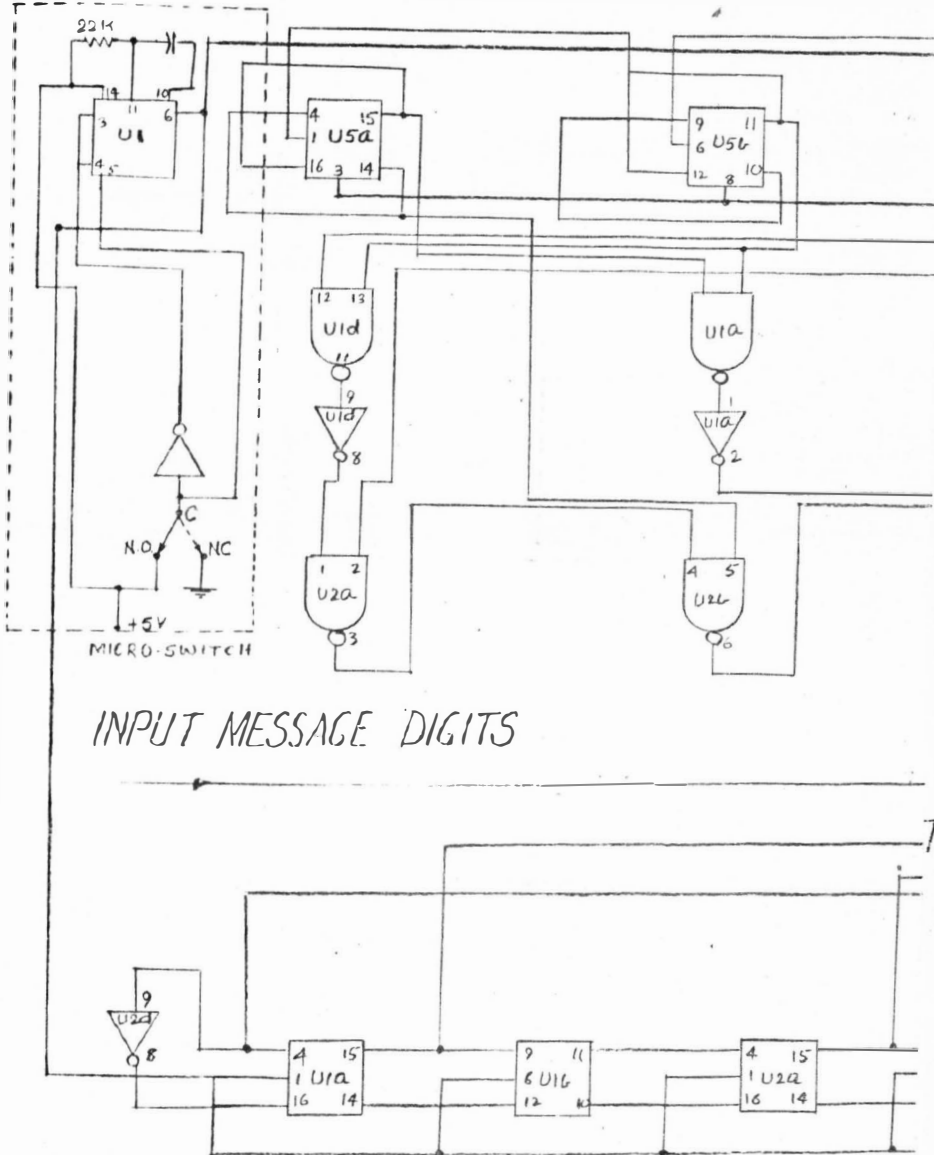 22K
14 11 10
3 U1 6
4 5
4 15
1 U5a
16 3 14
9 11
6 U5b
12 8 10
12 13
U1d
11
9
U1d
8
U1a
1
U1a
2
C
N.O. NC
+5V
MICRO-SWITCH
1 2
U2a
3
4 5
U2b
6
INPUT MESSAGE DIGITS
9
U2d
8
4 15
1 U1a
16 14
9 11
6 U1b
12 10
4 15
1 U2a
16 14